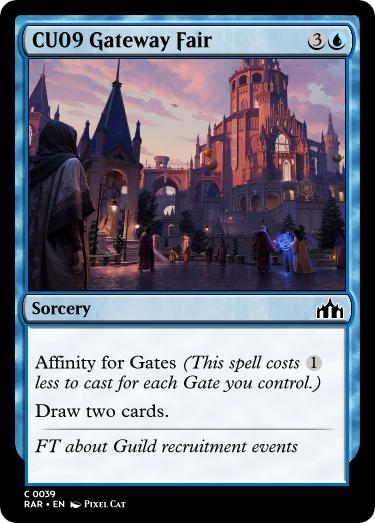 CU09 Gateway Fair 3
Sorcery
Affinity for Gates (This spell costs 1
less to cast for each Gate you control.)
Draw two cards.
FT about Guild recruitment events
C 0039
RAR • EN Pixel Cat